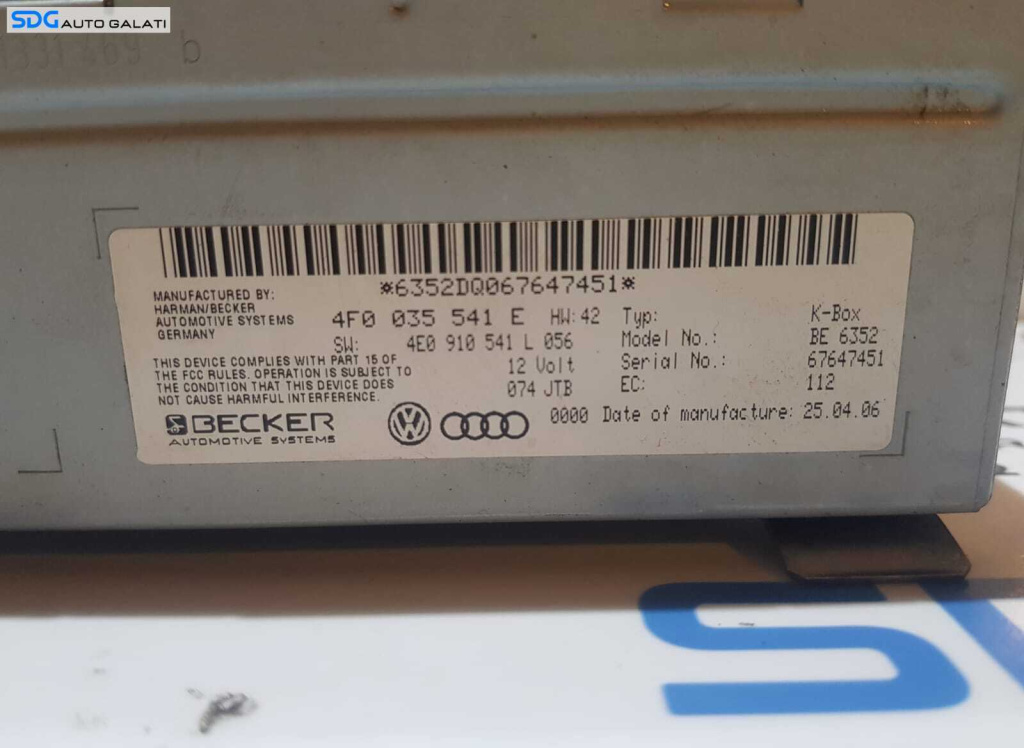 SDG AUTO GALATI
*6352DQ067647451*
MANUFACTURED BY:
HARMAN/BECKER
AUTOMOTIVE SYSTEMS
GERMANY
4F0 035 541 E HW: 42
SW: 4E0 910 541 L 056
12 Volt
074 JTB
THIS DEVICE COMPLIES WITH PART 15 OF
THE FCC RULES. OPERATION IS SUBJECT TO
THE CONDITION THAT THIS DEVICE DOES
NOT CAUSE HARMFUL INTERFERENCE.
Typ: K-Box
Model No.: BE 6352
Serial No.: 67647451
EC: 112
BECKER
AUTOMOTIVE SYSTEMS
0000 Date of manufacture: 25.04.06